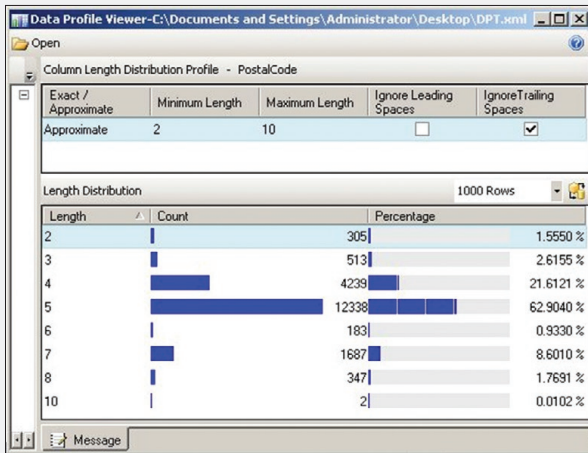 Data Profile Viewer-C:\Documents and Settings\Administrator\Desktop\DPT.xml
Open
Column Length Distribution Profile - PostalCode
Exact / Approximate Minimum Length Maximum Length Ignore Leading Spaces IgnoreTrailing Spaces
Approximate 2 10
Length Distribution 1000 Rows
Length Count Percentage
2 305 1.5550 %
3 513 2.6155 %
4 4239 21.6121 %
5 12338 62.9040 %
6 183 0.9330 %
7 1687 8.6010 %
8 347 1.7691 %
10 2 0.0102 %
Message